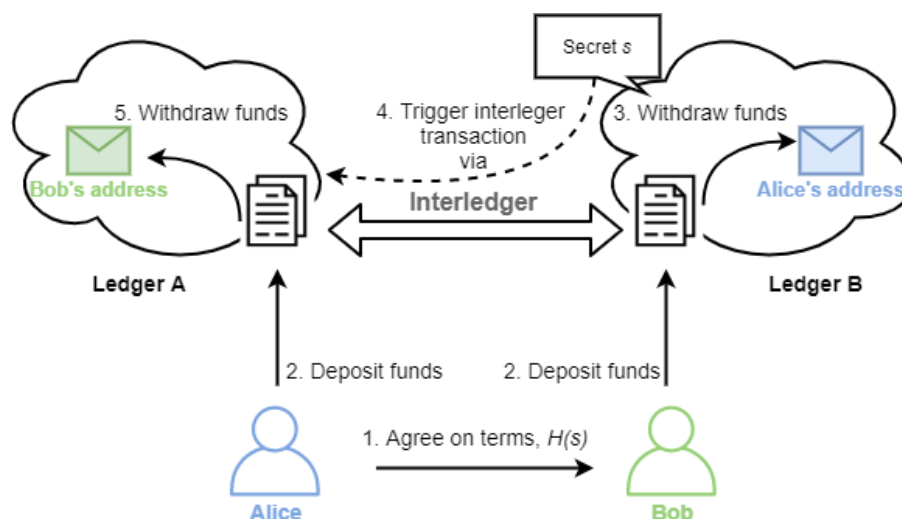 Secret s
5. Withdraw funds
4. Trigger interleger
transaction
via
3. Withdraw funds
Bob's address
Alice's address
Interledger
Ledger A
Ledger B
2. Deposit funds
2. Deposit funds
1. Agree on terms, H(s)
Alice
Bob